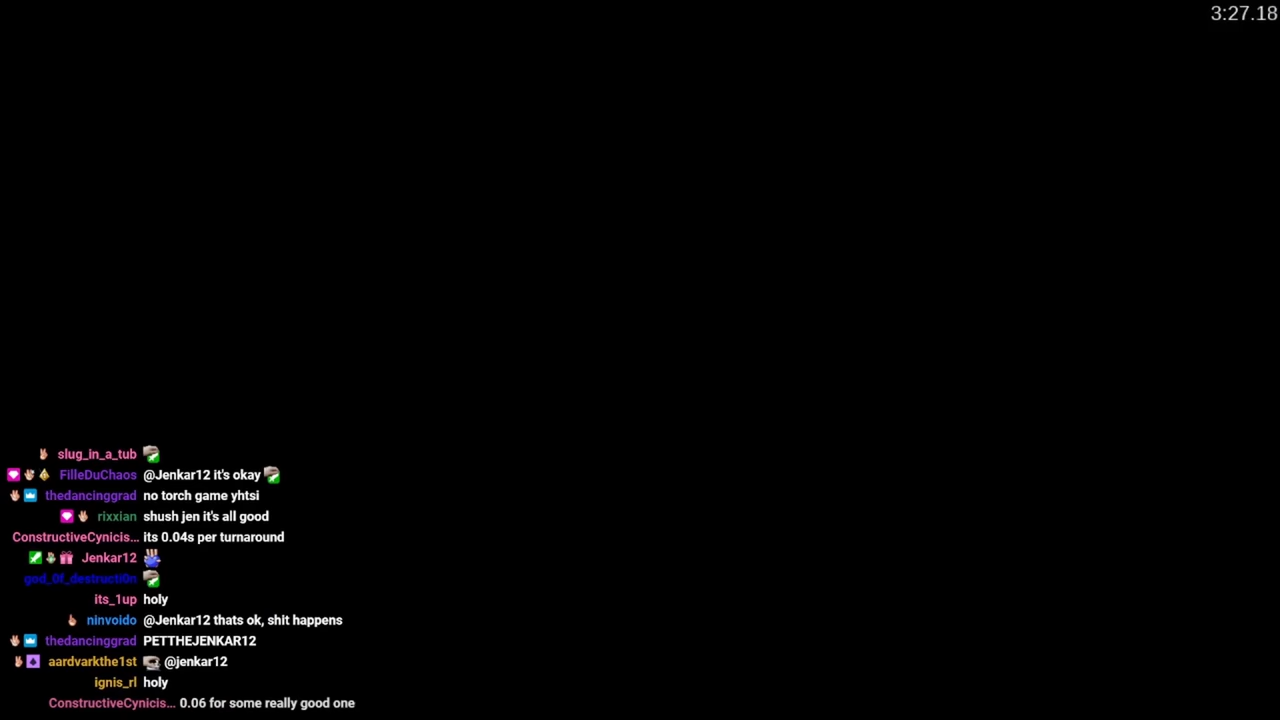 3:27.18
slug_in_a_tub
FilleDuChaos @Jenkar12 it's okay
thedancinggrad no torch game yhtsi
rixxian shush jen it's all good
ConstructiveCynicis... its 0.04s per turnaround
Jenkar12
god_0f_destructi0n
its_1up holy
ninvoido @Jenkar12 thats ok, shit happens
thedancinggrad PETTHEJENKAR12
aardvarkthe1st @jenkar12
ignis_rl holy
ConstructiveCynicis... 0.06 for some really good one